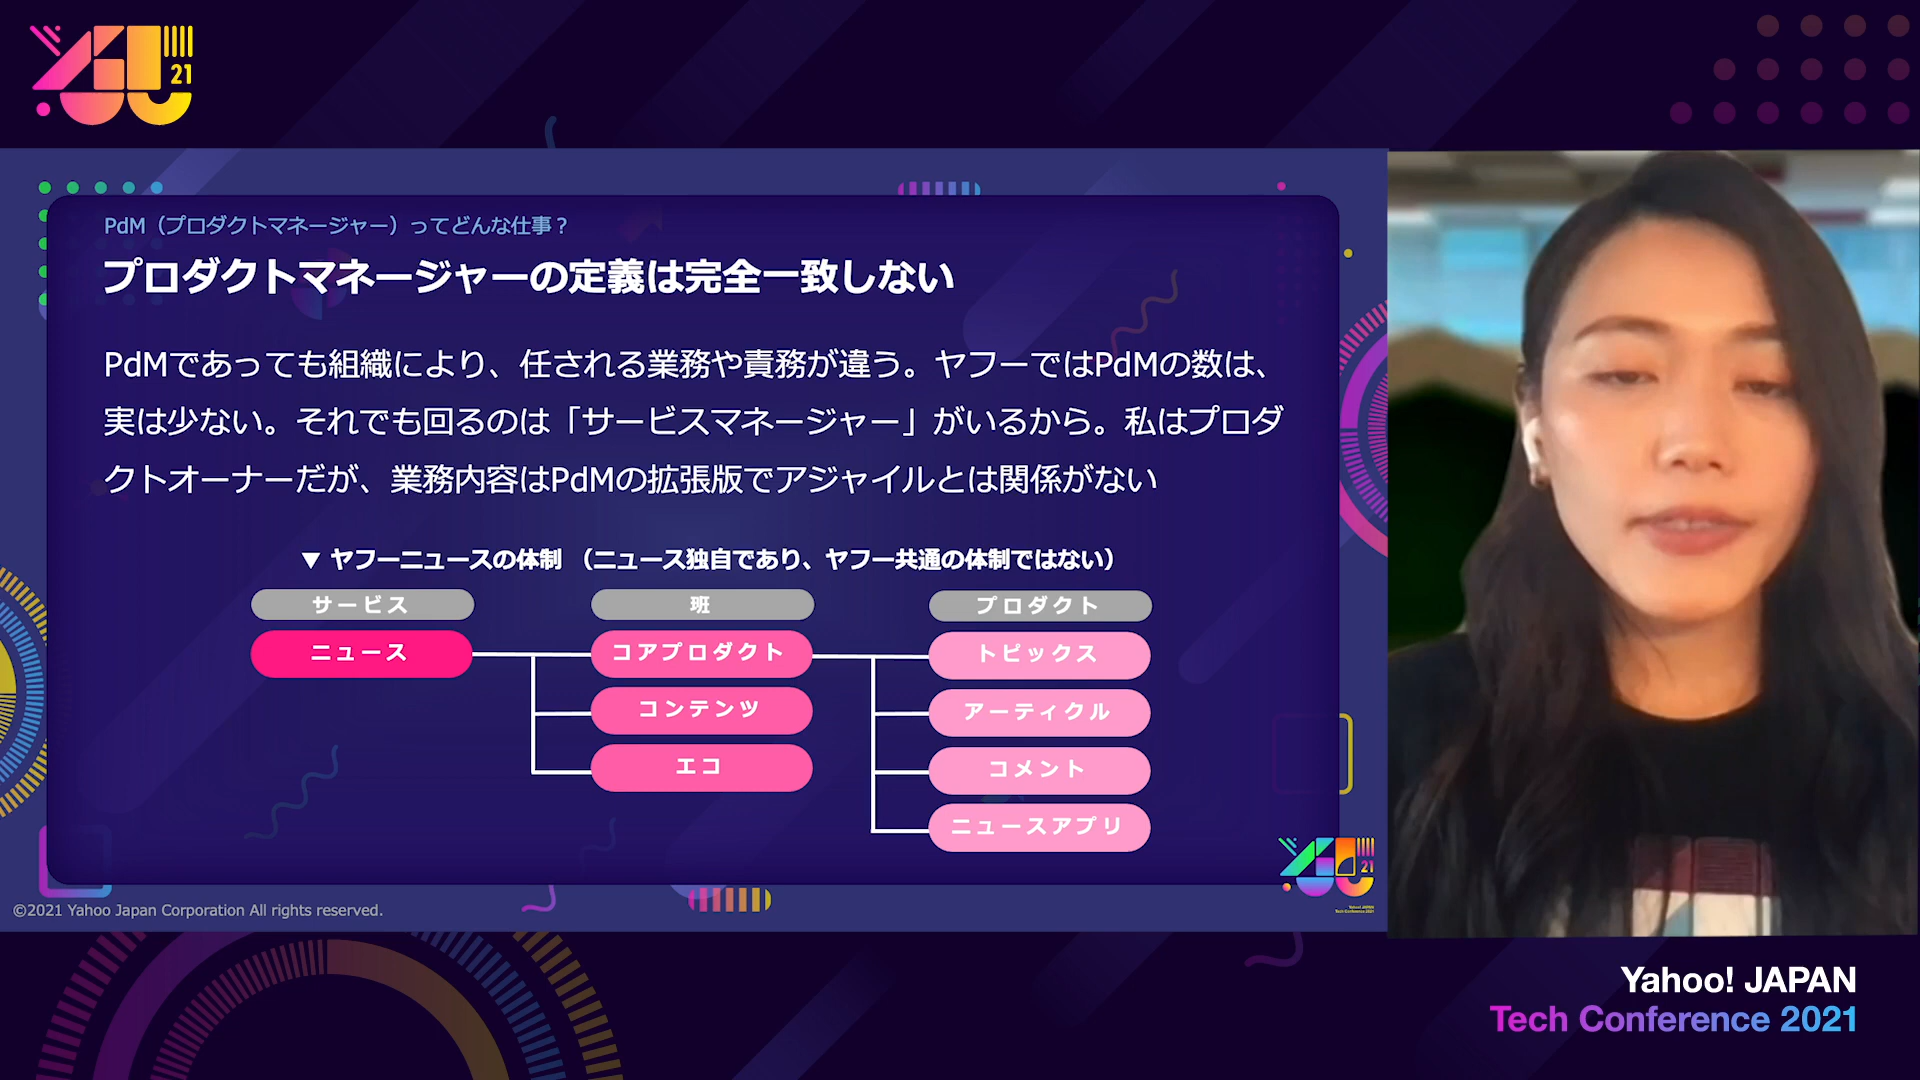 21
PdM（プロダクトマネージャー）ってどんな仕事？
プロダクトマネージャーの定義は完全一致しない
PdMであっても組織により、任される業務や責務が違う。ヤフーではPdMの数は、
実は少ない。それでも回るのは「サービスマネージャー」がいるから。私はプロダ
クトオーナーだが、業務内容はPdMの拡張版でアジャイルとは関係がない
▼ ヤフーニュースの体制 （ニュース独自であり、ヤフー共通の体制ではない）
サービス
班
プロダクト
ニュース
コアプロダクト
トピックス
コンテンツ
アーティクル
エコ
コメント
ニュースアプリ
21
Yahoo! JAPAN
Tech Conference 2021
©2021 Yahoo Japan Corporation All rights reserved.
Yahoo! JAPAN
Tech Conference 2021